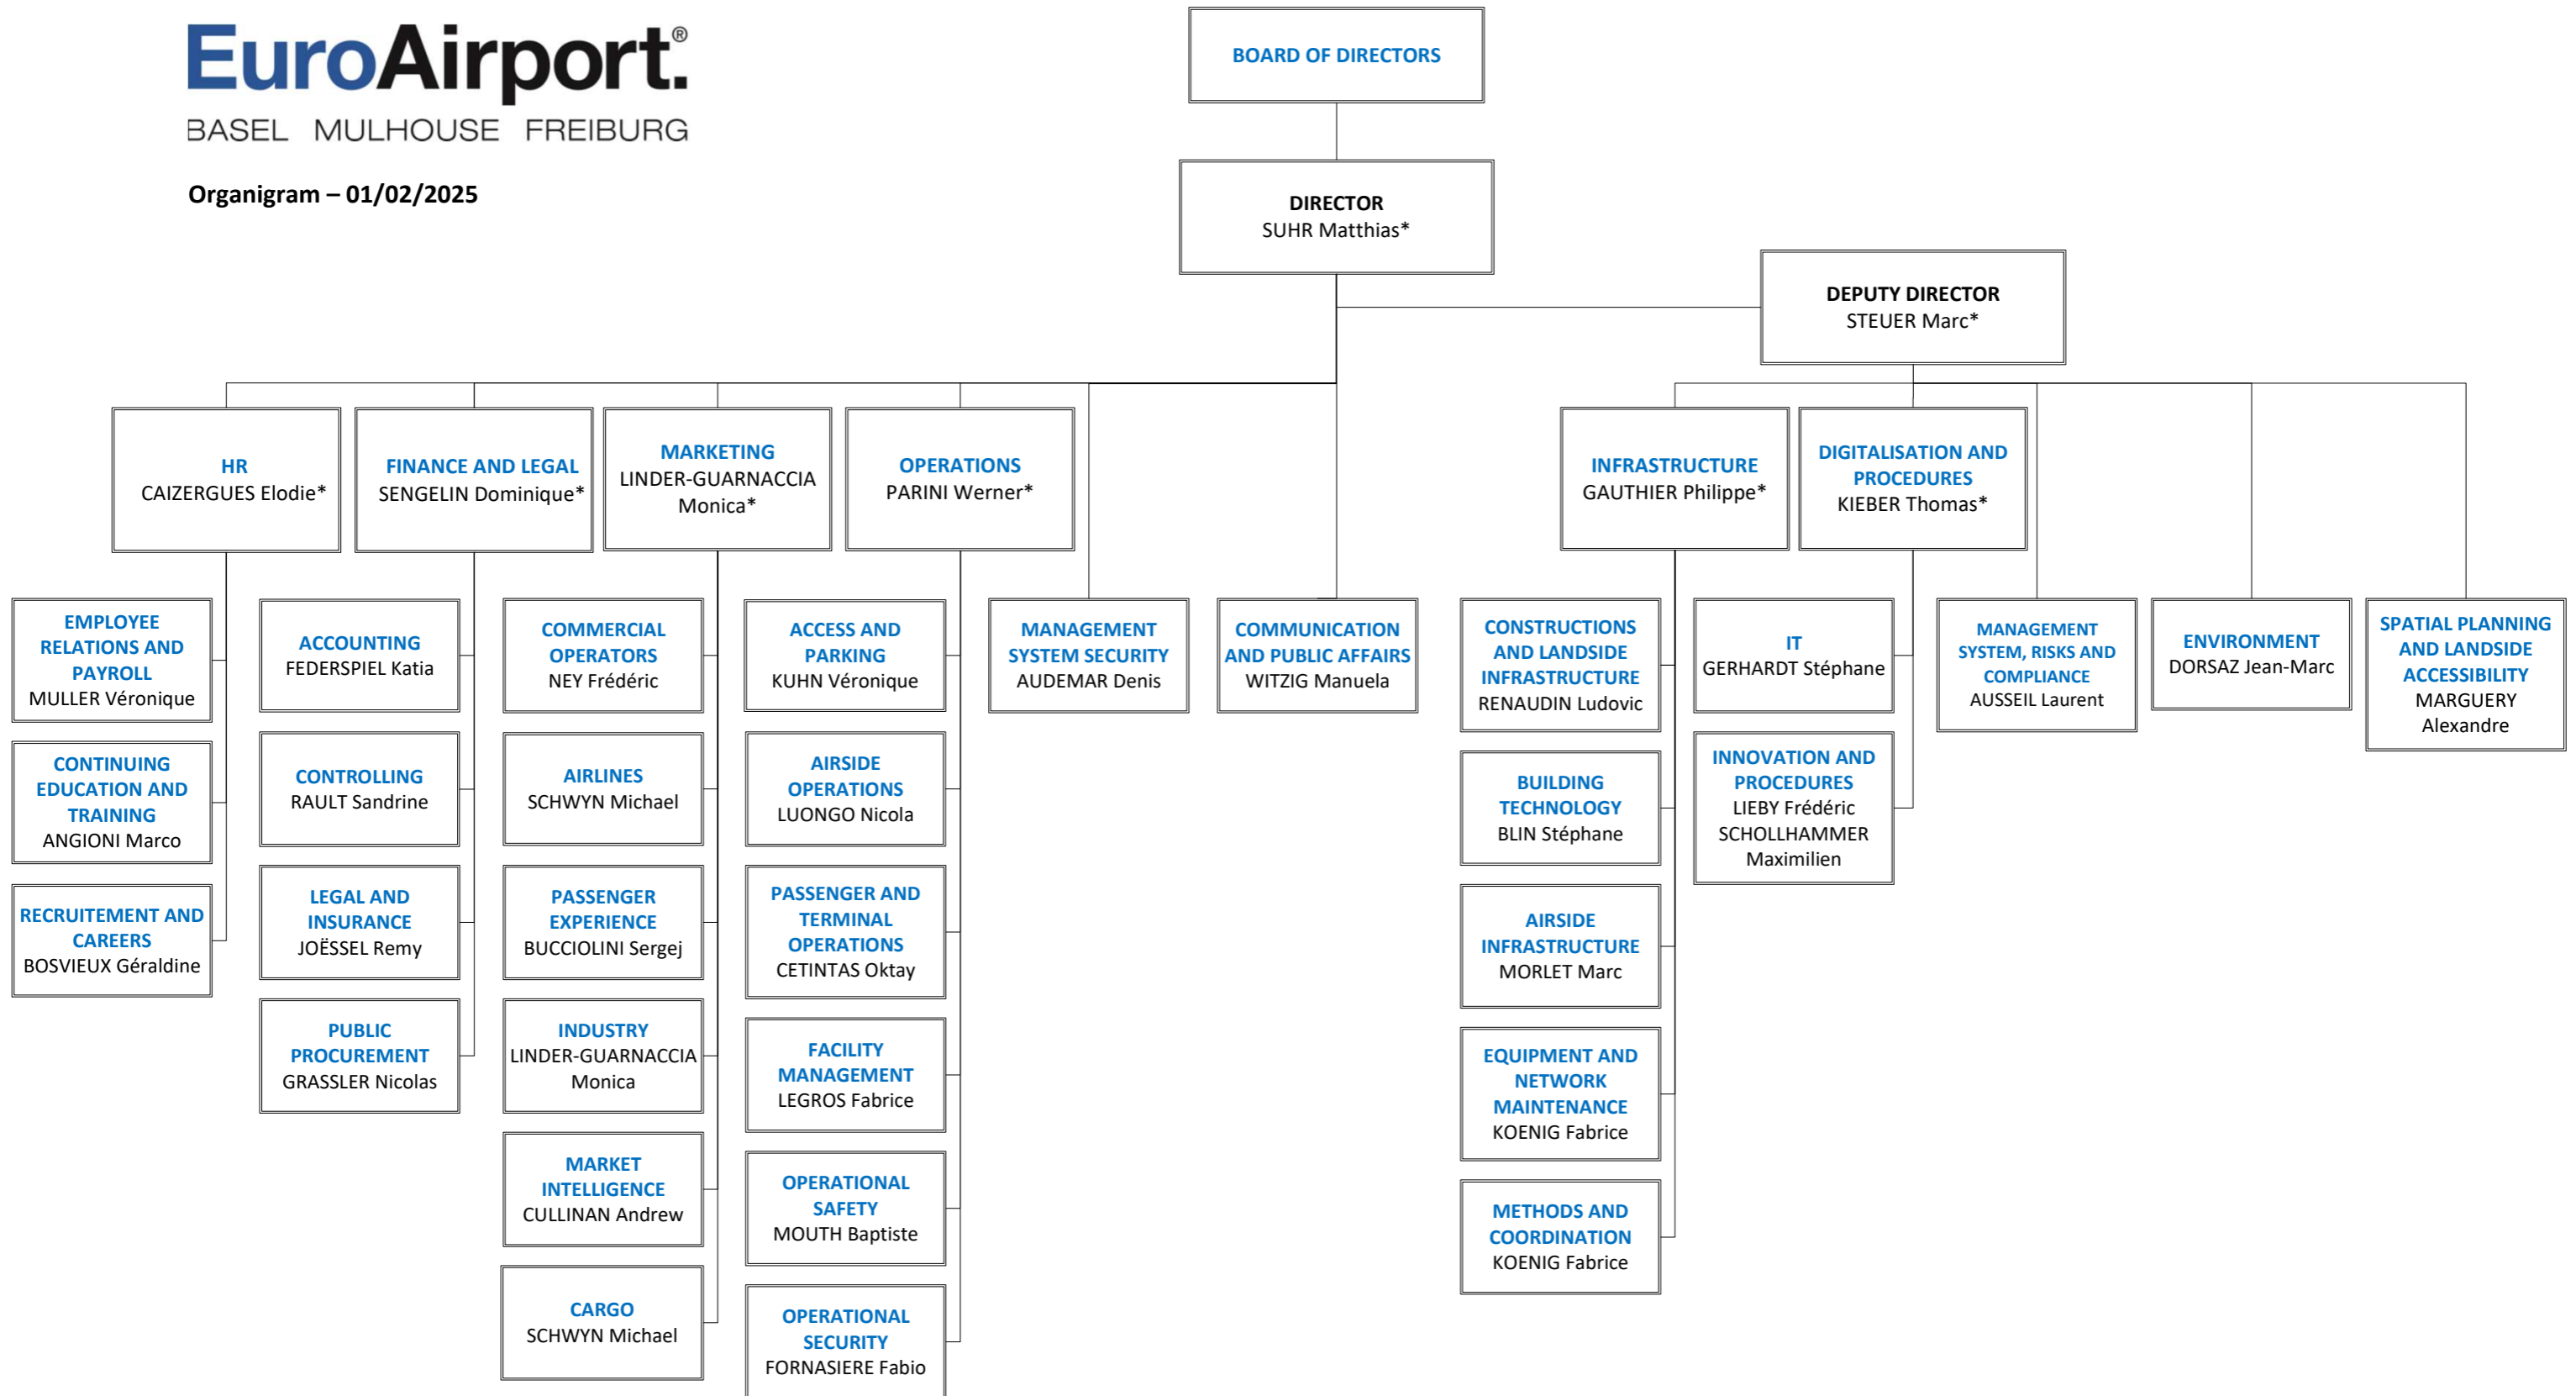 EuroAirport.®
BASEL MULHOUSE FREIBURG
Organigram – 01/02/2025
BOARD OF DIRECTORS
DIRECTOR
SUHR Matthias*
DEPUTY DIRECTOR
STEUER Marc*
HR
CAIZERGUES Elodie*
FINANCE AND LEGAL
SENGELIN Dominique*
MARKETING
LINDER-GUARNACCIA
Monica*
OPERATIONS
PARINI Werner*
INFRASTRUCTURE
GAUTHIER Philippe*
DIGITALISATION AND
PROCEDURES
KIEBER Thomas*
EMPLOYEE
RELATIONS AND
PAYROLL
MULLER Véronique
CONTINUING
EDUCATION AND
TRAINING
ANGIONI Marco
RECRUITEMENT AND
CAREERS
BOSVIEUX Géraldine
ACCOUNTING
FEDERSPIEL Katia
CONTROLLING
RAULT Sandrine
LEGAL AND
INSURANCE
JOËSSEL Remy
PUBLIC
PROCUREMENT
GRASSLER Nicolas
COMMERCIAL
OPERATORS
NEY Frédéric
AIRLINES
SCHWYN Michael
PASSENGER
EXPERIENCE
BUCCIOLINI Sergej
INDUSTRY
LINDER-GUARNACCIA
Monica
MARKET
INTELLIGENCE
CULLINAN Andrew
CARGO
SCHWYN Michael
ACCESS AND
PARKING
KUHN Véronique
AIRSIDE
OPERATIONS
LUONGO Nicola
PASSENGER AND
TERMINAL
OPERATIONS
CETINTAS Oktay
FACILITY
MANAGEMENT
LEGROS Fabrice
OPERATIONAL
SAFETY
MOUTH Baptiste
OPERATIONAL
SECURITY
FORNASIERE Fabio
MANAGEMENT
SYSTEM SECURITY
AUDEMAR Denis
COMMUNICATION
AND PUBLIC AFFAIRS
WITZIG Manuela
CONSTRUCTIONS
AND LANDSIDE
INFRASTRUCTURE
RENAUDIN Ludovic
BUILDING
TECHNOLOGY
BLIN Stéphane
AIRSIDE
INFRASTRUCTURE
MORLET Marc
EQUIPMENT AND
NETWORK
MAINTENANCE
KOENIG Fabrice
METHODS AND
COORDINATION
KOENIG Fabrice
IT
GERHARDT Stéphane
INNOVATION AND
PROCEDURES
LIEBY Frédéric
SCHOLLHAMMER
Maximilien
MANAGEMENT
SYSTEM, RISKS AND
COMPLIANCE
AUSSEIL Laurent
ENVIRONMENT
DORSAZ Jean-Marc
SPATIAL PLANNING
AND LANDSIDE
ACCESSIBILITY
MARGUERY
Alexandre